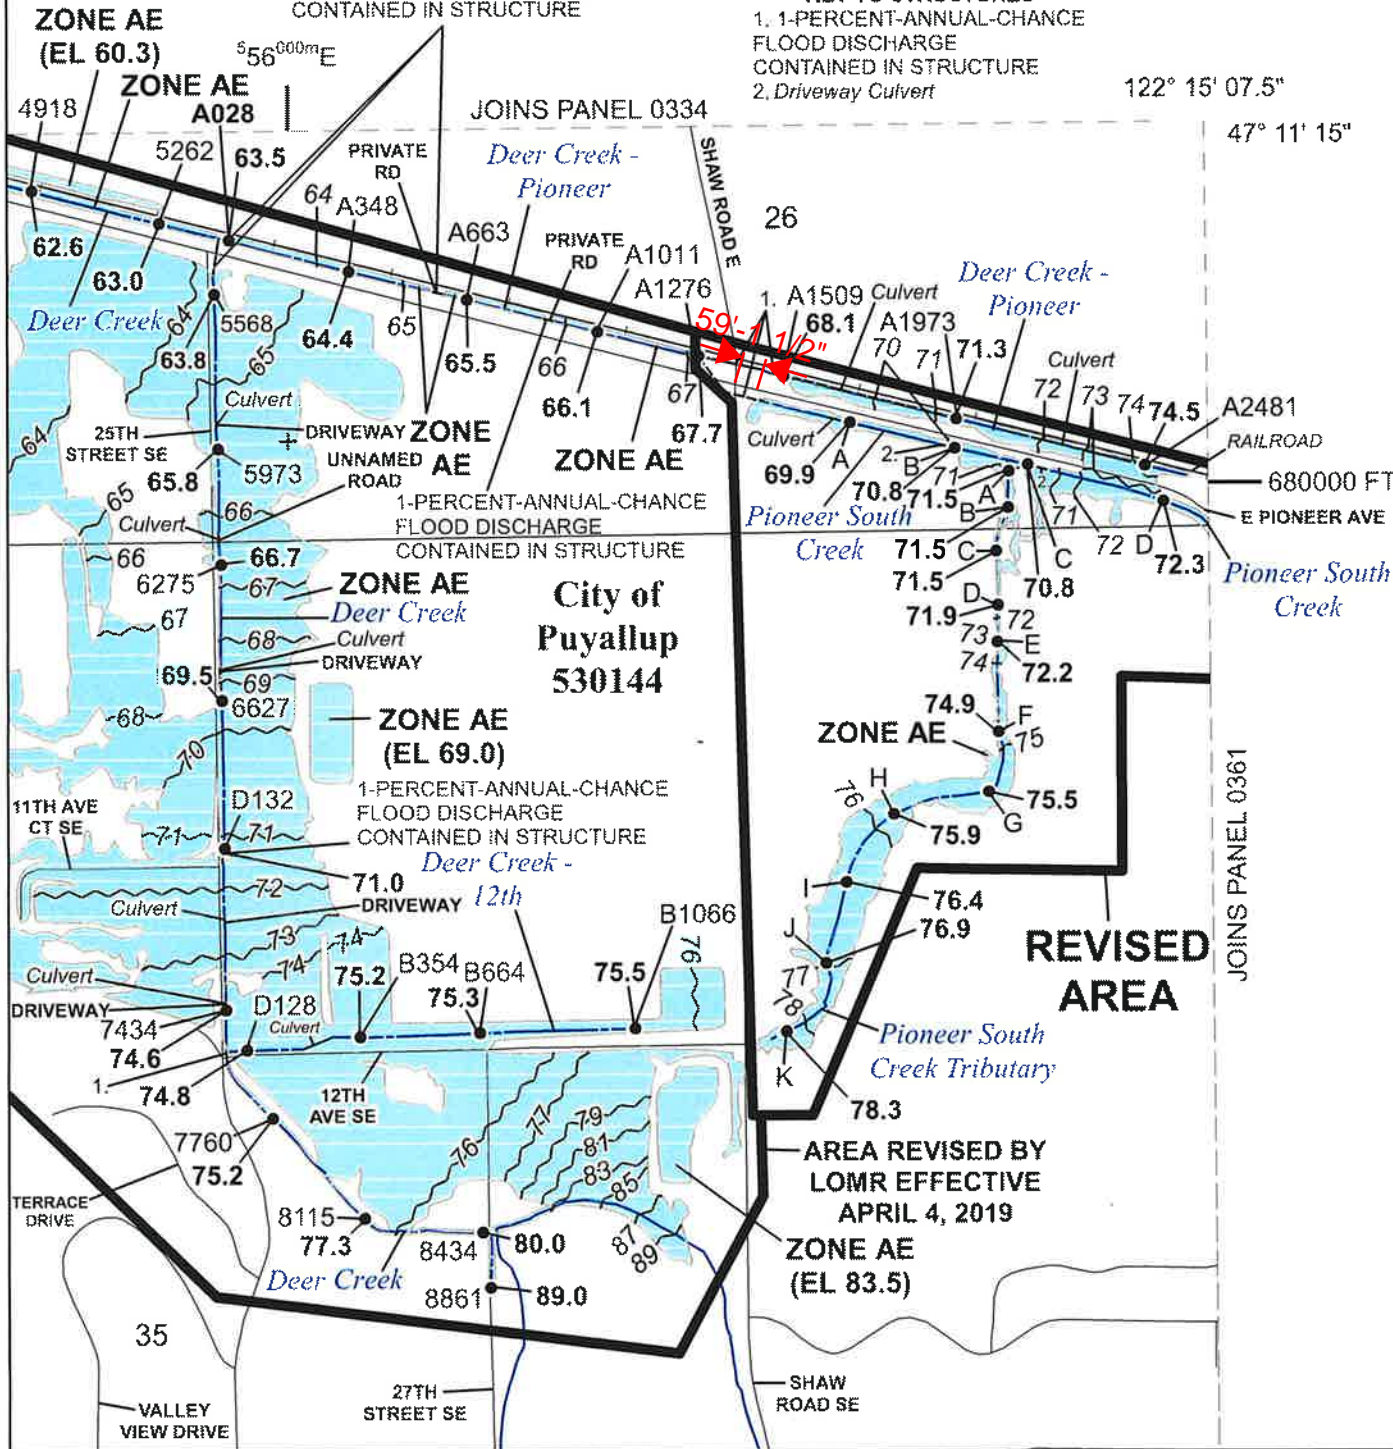 CONTAINED IN STRUCTURE
1. 1-PERCENT-ANNUAL-CHANCE
FLOOD DISCHARGE
CONTAINED IN STRUCTURE
2. Driveway Culvert
ZONE AE
(EL 60.3)
556000m E
ZONE AE
122° 15' 07.5"
47° 11' 15"
JOINS PANEL 0334
4918
A028
5262
63.5
PRIVATE
RD
Deer Creek -
Pioneer
SHAW ROAD E
26
64
A348
A663
PRIVATE
RD
A1011
A1276
62.6
63.0
Deer Creek
64
5568
63.8
65
64.4
65
65.5
66
66.1
67
67.7
59'-1 1/2"
1.
A1509
68.1
Culvert
A1973
70
71
71.3
Deer Creek -
Pioneer
Culvert
72
73
74
74.5
A2481
RAILROAD
680000 FT
E PIONEER AVE
64
Culvert
25TH
STREET SE
DRIVEWAY
ZONE
AE
ZONE AE
5973
65.8
UNNAMED
ROAD
Culvert
69.9
A
2.
B
70.8
71
71.5
A
B
2
71
72
C
70.8
D
72.3
Pioneer South
Creek
Pioneer South
Creek
65
Culvert
66
66
1-PERCENT-ANNUAL-CHANCE
FLOOD DISCHARGE
CONTAINED IN STRUCTURE
6275
66.7
67
67
ZONE AE
Deer Creek
City of
Puyallup
530144
71.5
C
71.5
D
71.9
72
73
E
74
72.2
68
Culvert
DRIVEWAY
69.5
69
6627
68
70
ZONE AE
(EL 69.0)
74.9
F
ZONE AE
75
H
76
75.5
G
75.9
JOINS PANEL 0361
1-PERCENT-ANNUAL-CHANCE
FLOOD DISCHARGE
CONTAINED IN STRUCTURE
11TH AVE
CT SE
D132
71
71
71.0
Deer Creek -
12th
72
Culvert
DRIVEWAY
I
76.4
J
76.9
REVISED
AREA
73
74
74
B1066
76
75.2
B354
B664
75.3
75.5
77
78
Culvert
DRIVEWAY
7434
74.6
D128
Culvert
1.
74.8
12TH
AVE SE
K
78.3
Pioneer South
Creek Tributary
7760
75.2
76
77
79
81
83
85
87
89
AREA REVISED BY
LOMR EFFECTIVE
APRIL 4, 2019
ZONE AE
(EL 83.5)
TERRACE
DRIVE
8115
77.3
8434
80.0
Deer Creek
8861
89.0
35
VALLEY
VIEW DRIVE
27TH
STREET SE
SHAW
ROAD SE